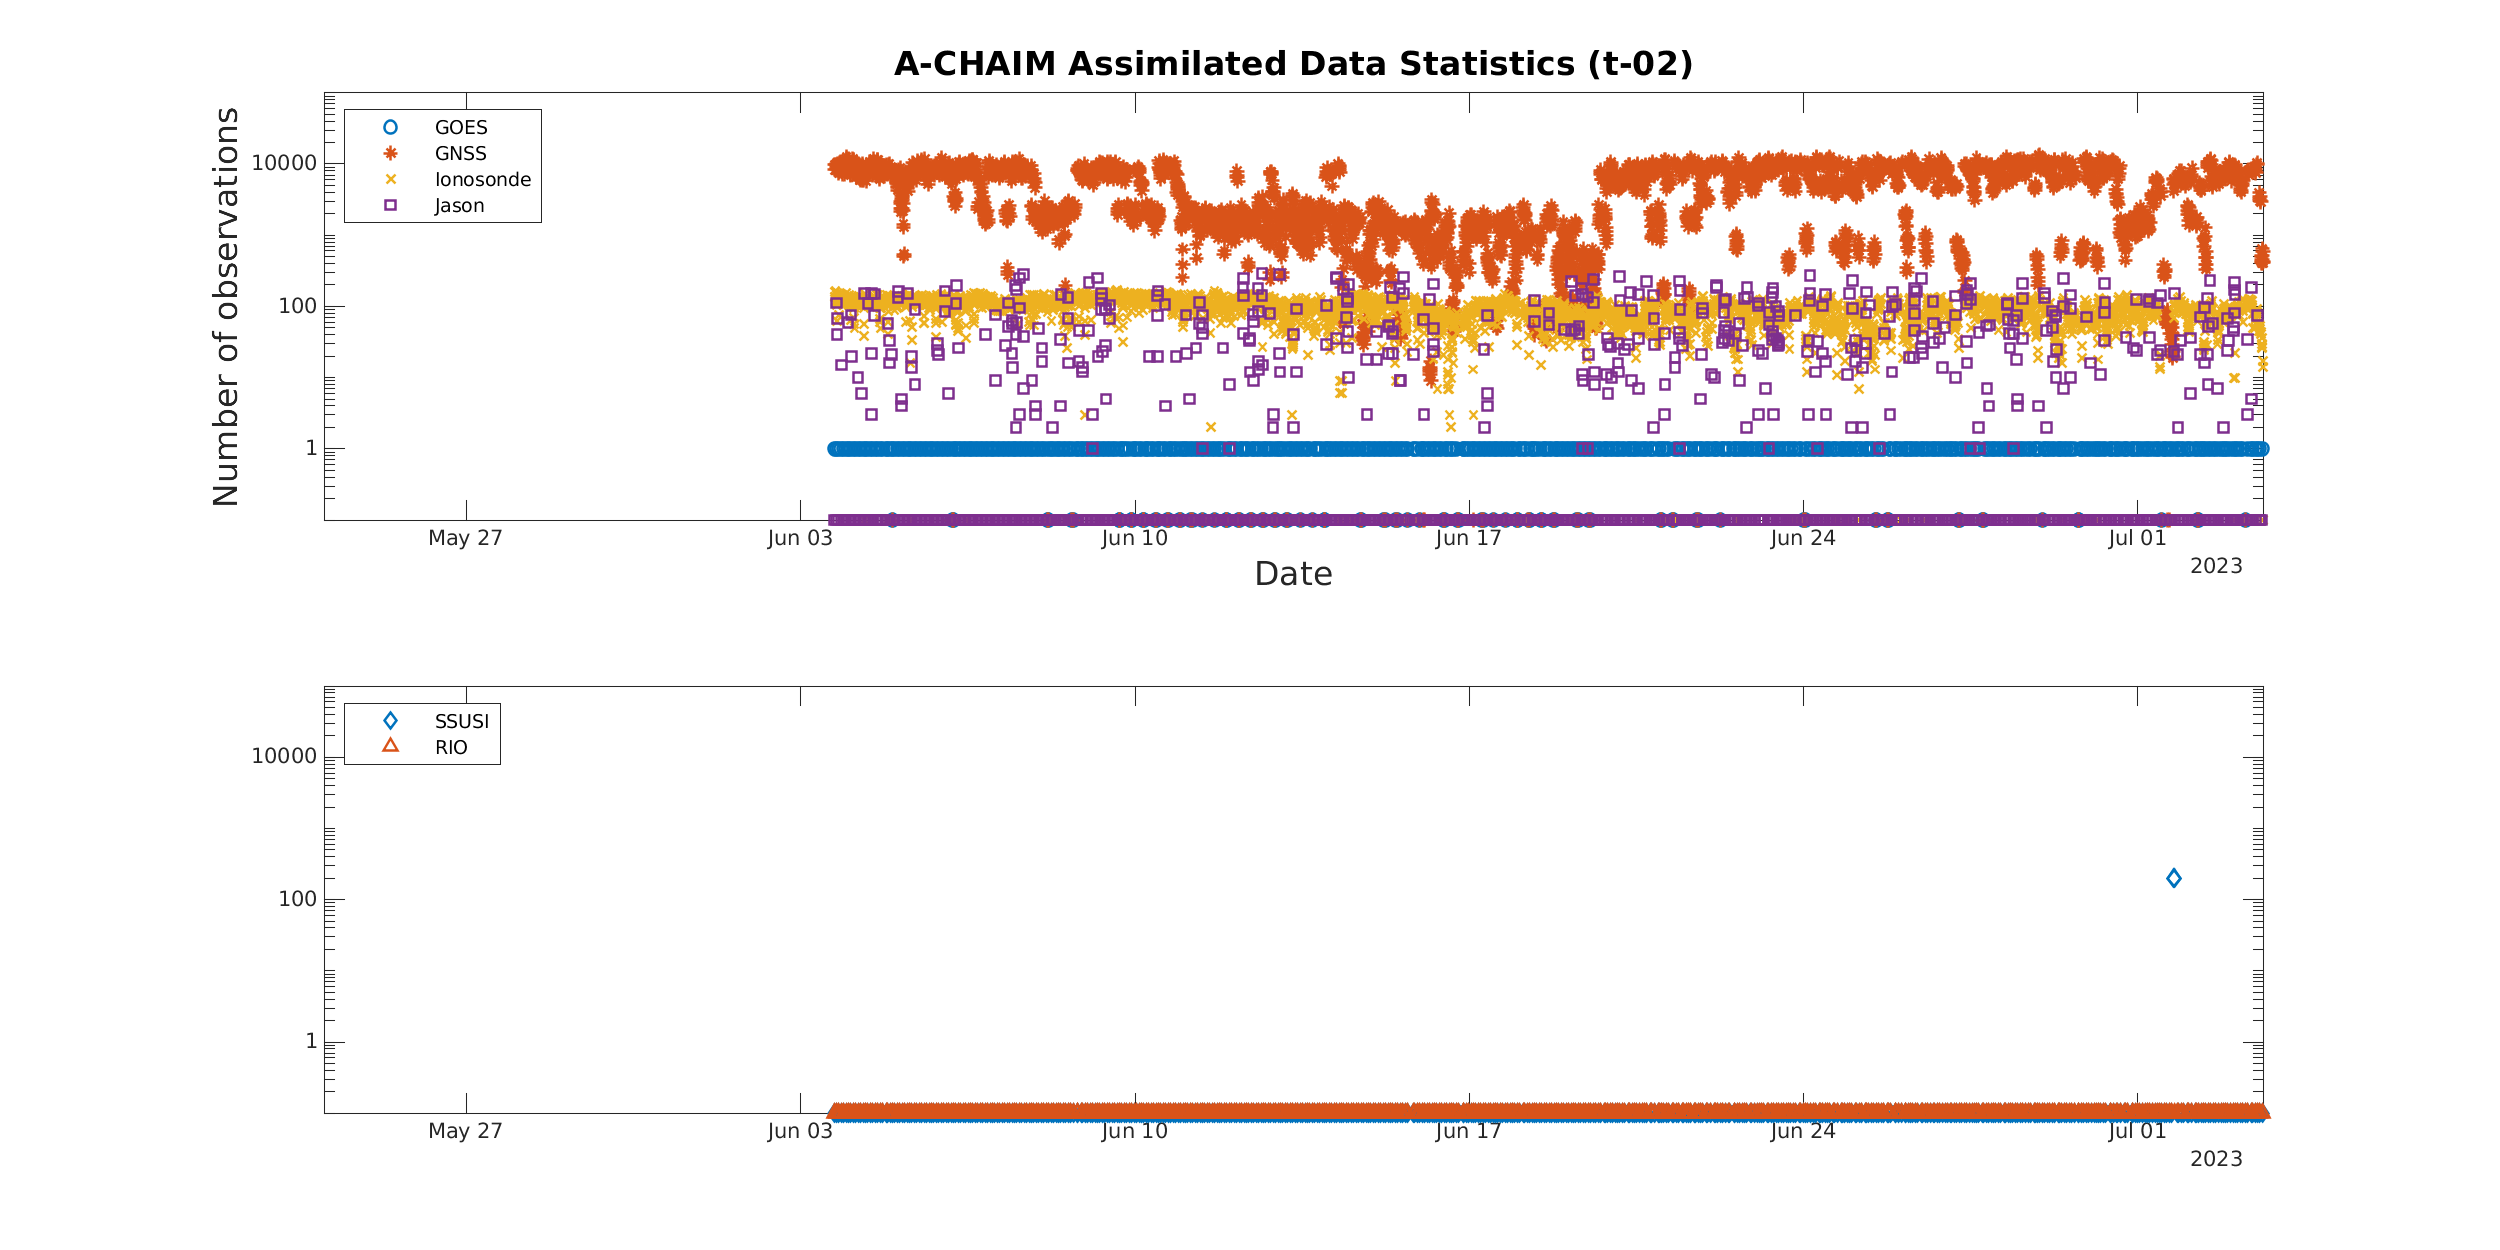 A-CHAIM Assimilated Data Statistics (t-02)
Number of observations
10000
100
1
GOES
GNSS
Ionosonde
Jason
May 27
Jun 03
Jun 10
Jun 17
Jun 24
Jul 01
2023
Date
10000
100
1
SSUSI
RIO
May 27
Jun 03
Jun 10
Jun 17
Jun 24
Jul 01
2023